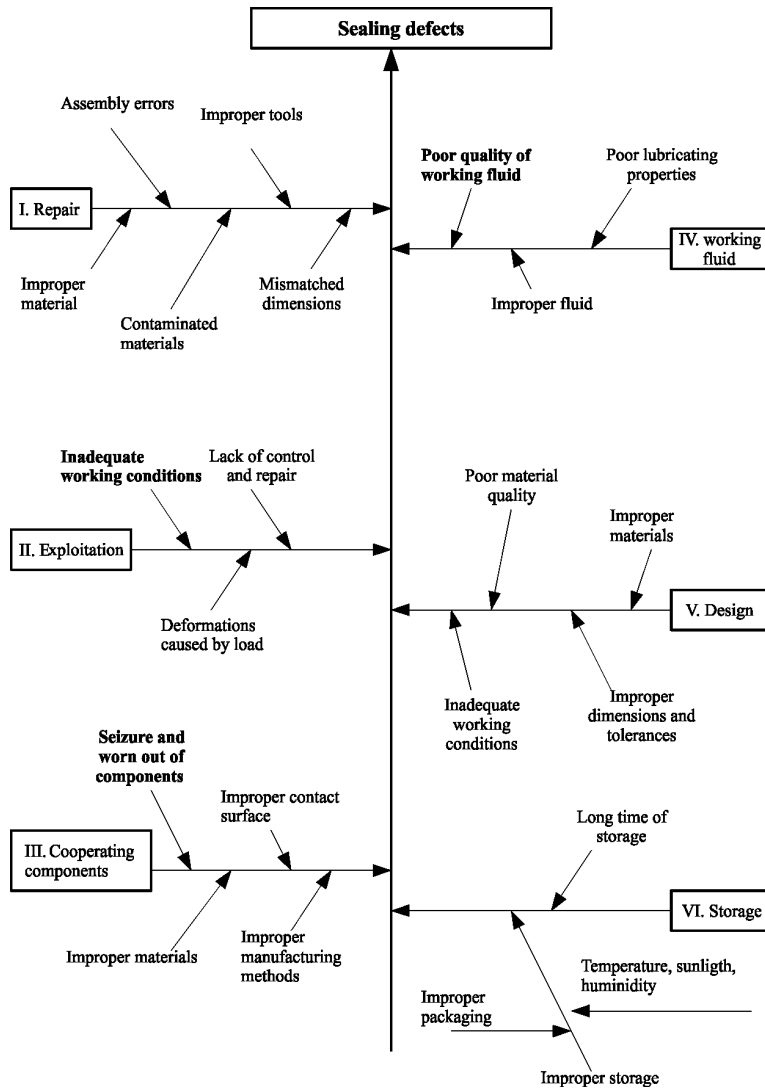 Sealing defects
Assembly errors
Improper tools
I. Repair
Improper
material
Contaminated
materials
Mismatched
dimensions
Poor quality of
working fluid
Poor lubricating
properties
IV. working
fluid
Improper fluid
Inadequate
working conditions
Lack of control
and repair
II. Exploitation
Deformations
caused by load
Poor material
quality
Improper
materials
V. Design
Inadequate
working
conditions
Improper
dimensions and
tolerances
Seizure and
worn out of
components
Improper contact
surface
III. Cooperating
components
Improper materials
Improper
manufacturing
methods
Long time of
storage
VI. Storage
Temperature, sunligth,
huminidity
Improper
packaging
Improper storage